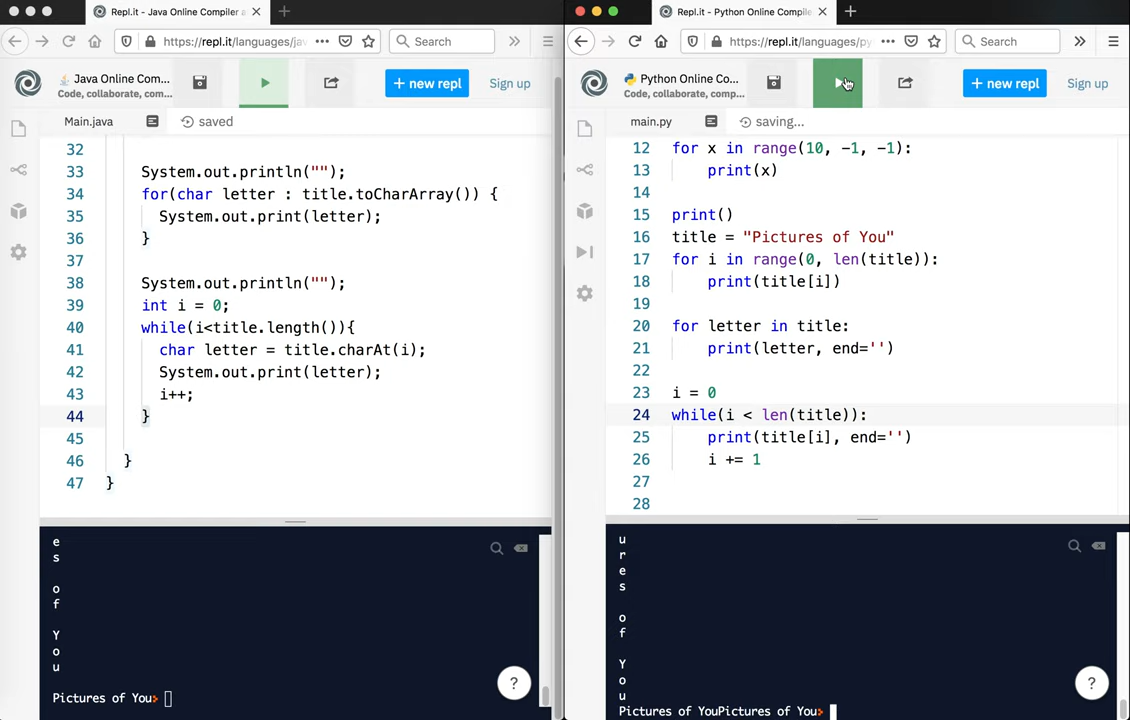 Repl.it - Java Online Compiler a
https://repl.it/languages/jav
Search
Java Online Com...
Code, collaborate, com...
+ new repl
Sign up
Main.java
saved
32
33 System.out.println("");
34 for(char letter : title.toCharArray()) {
35 System.out.print(letter);
36 }
37
38 System.out.println("");
39 int i = 0;
40 while(i<title.length()){
41 char letter = title.charAt(i);
42 System.out.print(letter);
43 i++;
44 }
45
46 }
47 }
e
s
o
f
Y
o
u
Pictures of You>
?
Repl.it - Python Online Compile
https://repl.it/languages/py
Search
Python Online Co...
Code, collaborate, comp...
+ new repl
Sign up
main.py
saving...
12 for x in range(10, -1, -1):
13 print(x)
14
15 print()
16 title = "Pictures of You"
17 for i in range(0, len(title)):
18 print(title[i])
19
20 for letter in title:
21 print(letter, end='')
22
23 i = 0
24 while(i < len(title)):
25 print(title[i], end='')
26 i += 1
27
28
u
r
e
s
o
f
Y
o
u
Pictures of YouPictures of You>
?